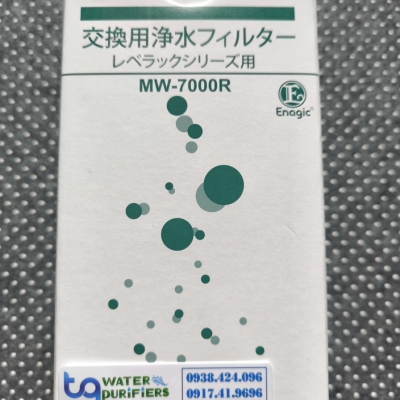 交換用浄水フィルター
レベラックシリーズ用
MW-7000R
E
Enagic®
tq WATER PURIFIERS
0938.424.096
0917.41.9696